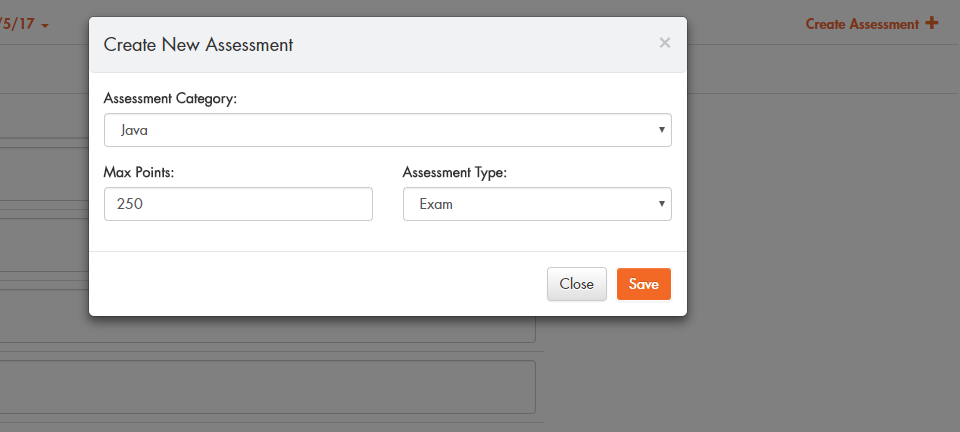 /5/17
Create Assessment
Create New Assessment
×
Assessment Category:
Java
Max Points:
Assessment Type:
250
Exam
Close
Save